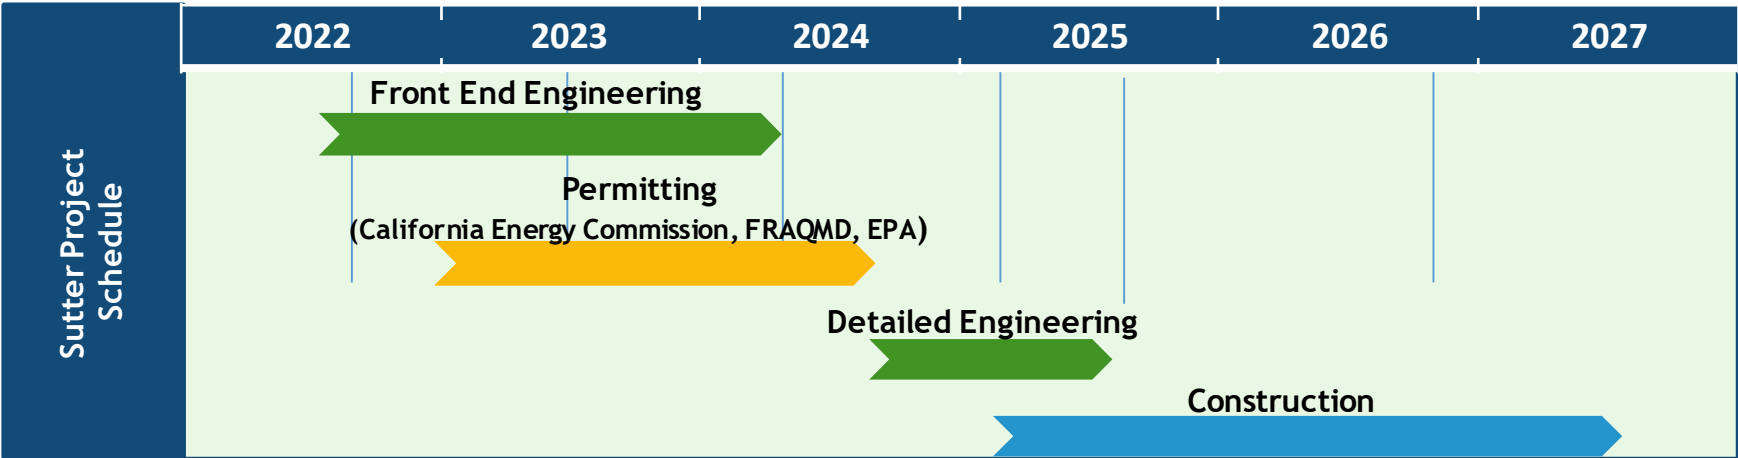 2022 2023 2024 2025 2026 2027
Sutter Project
Schedule
Front End Engineering
Permitting
(California Energy Commission, FRAQMD, EPA)
Detailed Engineering
Construction